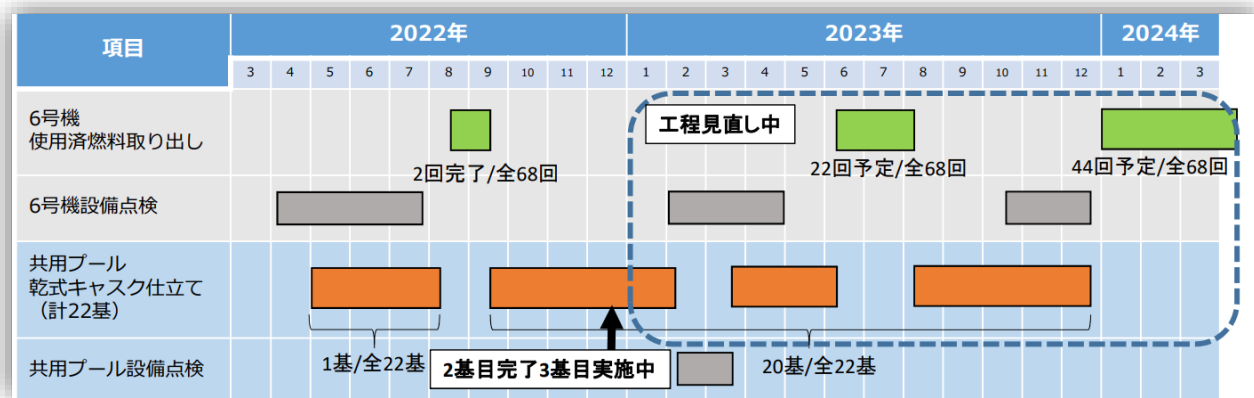 項目
2022年
2023年
2024年
3 4 5 6 7 8 9 10 11 12 1 2 3 4 5 6 7 8 9 10 11 12 1 2 3
6号機
使用済燃料取り出し
工程見直し中
2回完了/全68回
22回予定/全68回
44回予定/全68回
6号機設備点検
共用プール
乾式キャスク仕立て
（計22基）
1基/全22基
20基/全22基
2基目完了3基目実施中
共用プール設備点検